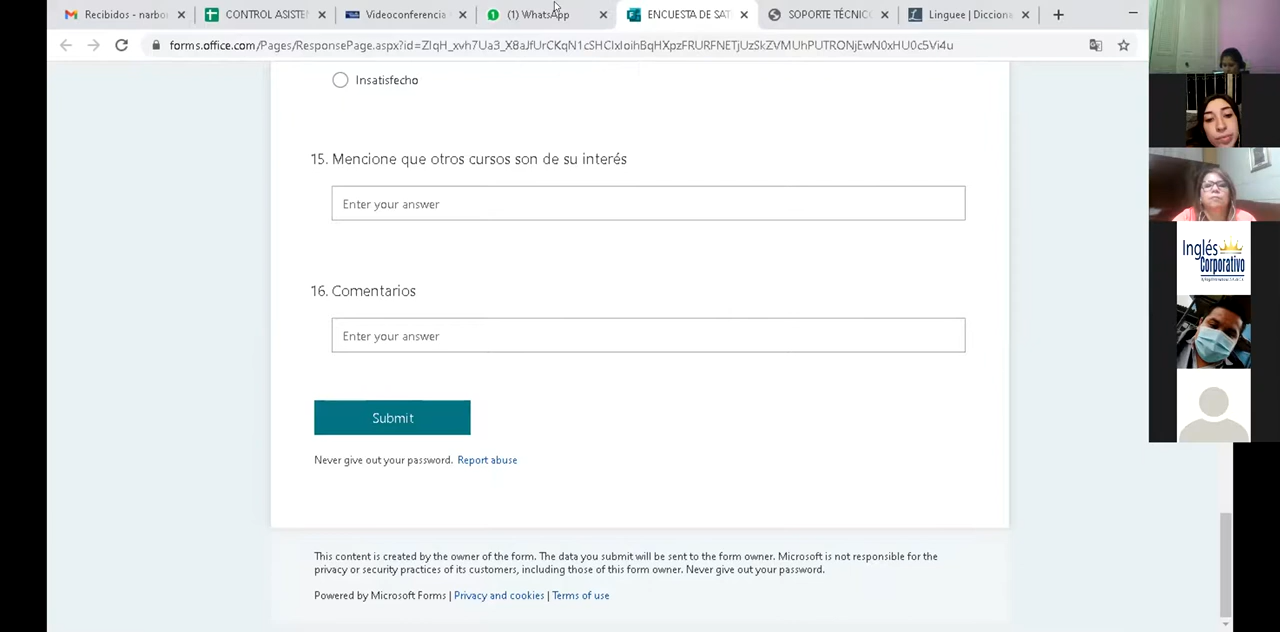 Recibidos - narbo
CONTROL ASISTE
Videoconferencia
(1) WhatsApp
ENCUESTA DE SAT
SOPORTE TÉCNIC
Linguee | Diccione
forms.office.com/Pages/ResponsePage.aspx?id=ZIqH_xvh7Ua3_X8aJfUrCKqN1cSHCIxIoihBqHXpzFRURFNETjUzSkZVMUhPUTRONjEwN0xHU0c5Vi4u
Insatisfecho
15. Mencione que otros cursos son de su interés
Enter your answer
16. Comentarios
Enter your answer
Submit
Never give out your password. Report abuse
This content is created by the owner of the form. The data you submit will be sent to the form owner. Microsoft is not responsible for the
privacy or security practices of its customers, including those of this form owner. Never give out your password.
Powered by Microsoft Forms | Privacy and cookies | Terms of use
Inglés
Corporativo